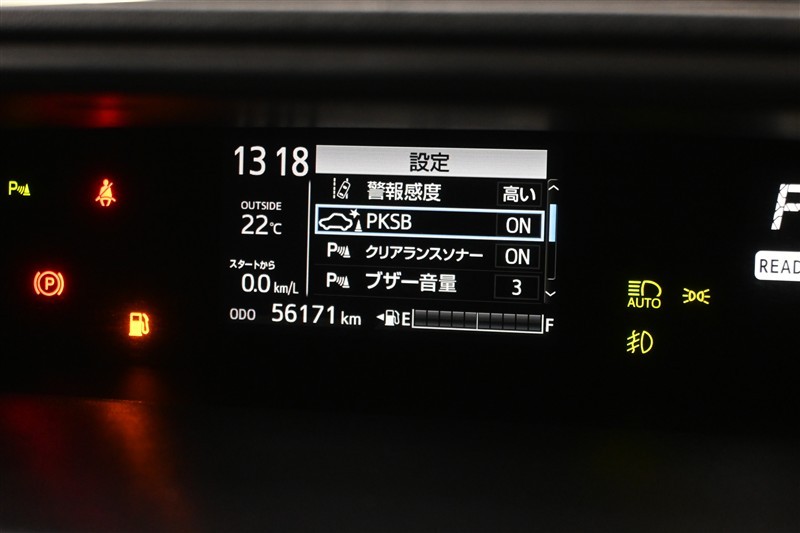 13 18
設定
警報感度 高い
OUTSIDE
22℃
PKSB ON
P クリアランスソナー ON
スタートから
0.0 km/L
P ブザー音量 3
ODO 56171 km
E F
P
P
AUTO
P
READ